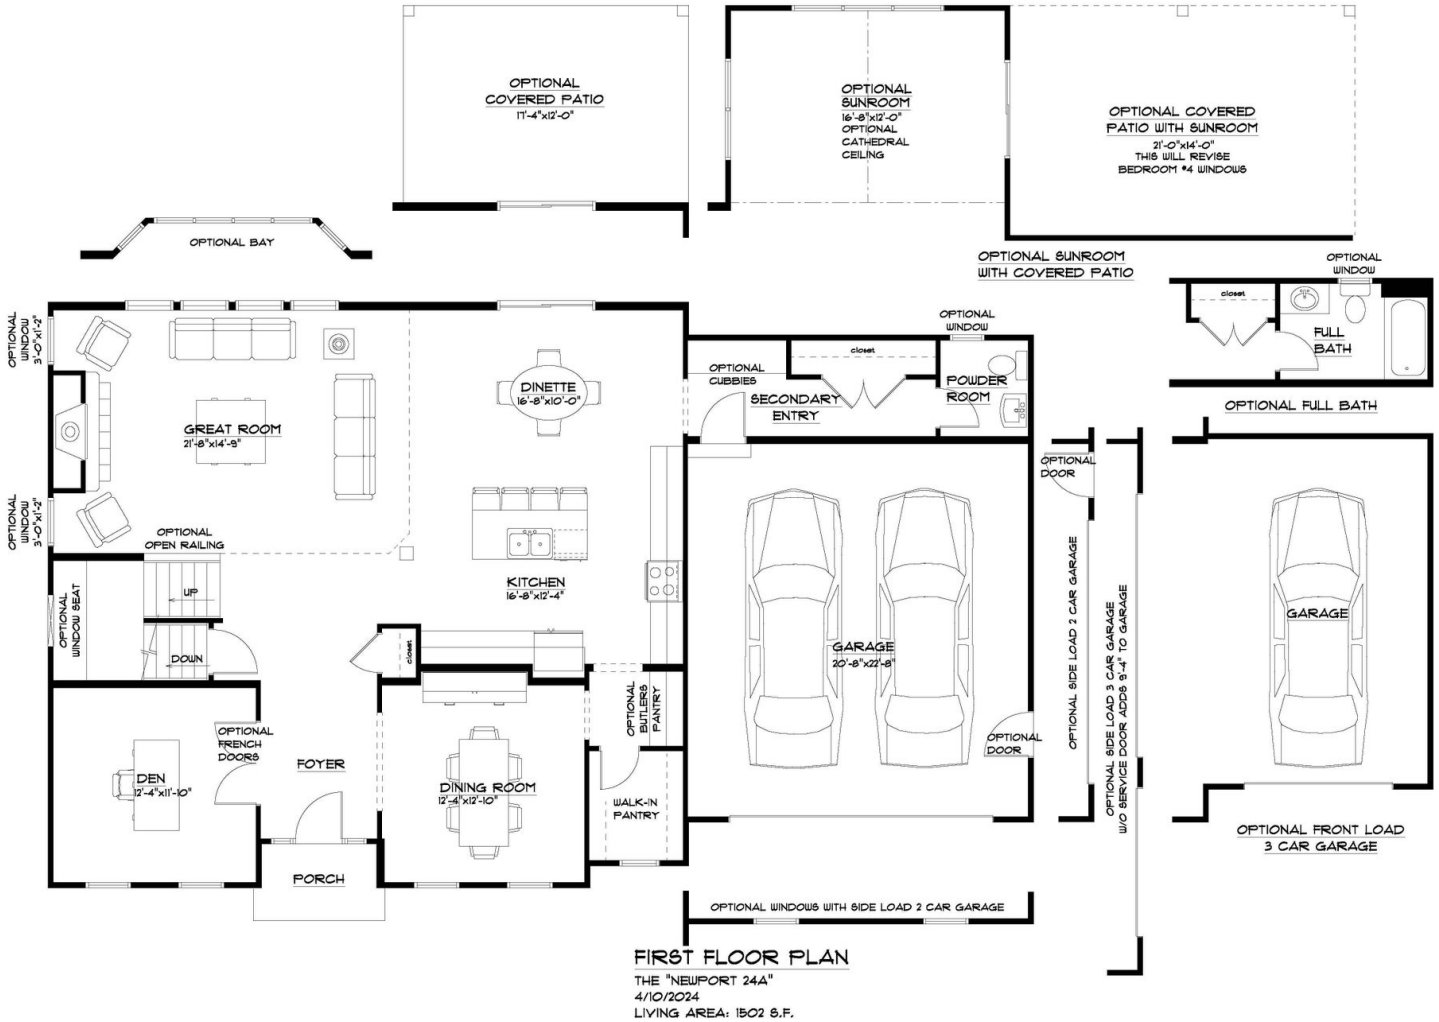 OPTIONAL
COVERED PATIO
17'-4"x12'-0"
OPTIONAL
SUNROOM
16'-8"x12'-0"
OPTIONAL
CATHEDRAL
CEILING
OPTIONAL COVERED
PATIO WITH SUNROOM
21'-0"x14'-0"
THIS WILL REVISE
BEDROOM #4 WINDOWS
OPTIONAL BAY
OPTIONAL SUNROOM
WITH COVERED PATIO
OPTIONAL
WINDOW
closet
FULL
BATH
OPTIONAL FULL BATH
OPTIONAL
WINDOW
3'-0"x1'-2"
GREAT ROOM
21'-8"x14'-9"
OPTIONAL
WINDOW
3'-0"x1'-2"
OPTIONAL
OPEN RAILING
DINETTE
16'-8"x10'-0"
OPTIONAL
CUBBIES
closet
OPTIONAL
WINDOW
SECONDARY
ENTRY
POWDER
ROOM
KITCHEN
16'-8"x12'-4"
OPTIONAL
WINDOW SEAT
UP
DOWN
closet
GARAGE
20'-8"x22'-8"
OPTIONAL
DOOR
OPTIONAL
DOOR
OPTIONAL SIDE LOAD 2 CAR GARAGE
OPTIONAL SIDE LOAD 3 CAR GARAGE
W/O SERVICE DOOR ADDS 9'-4" TO GARAGE
GARAGE
OPTIONAL FRONT LOAD
3 CAR GARAGE
OPTIONAL
BUTLERS
PANTRY
OPTIONAL
FRENCH
DOORS
DEN
12'-4"x11'-10"
FOYER
DINING ROOM
12'-4"x12'-10"
WALK-IN
PANTRY
PORCH
OPTIONAL WINDOWS WITH SIDE LOAD 2 CAR GARAGE
FIRST FLOOR PLAN
THE "NEWPORT 24A"
4/10/2024
LIVING AREA: 1502 S.F.